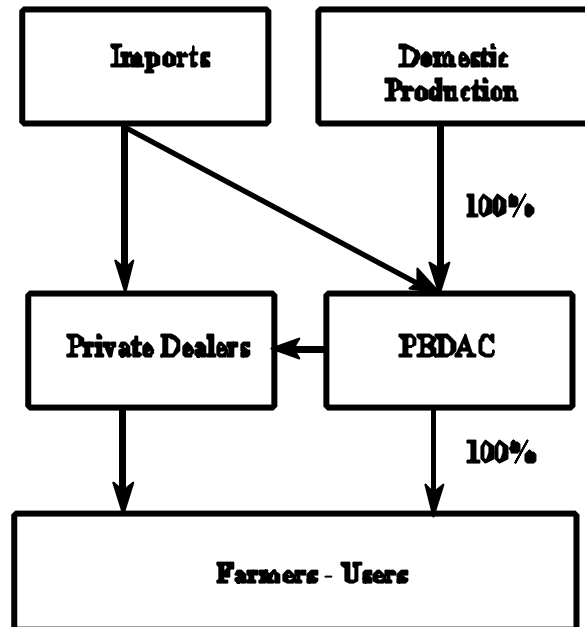 Imports
Domestic
Production
100%
Private Dealers
PBDAC
100%
Farmers - Users